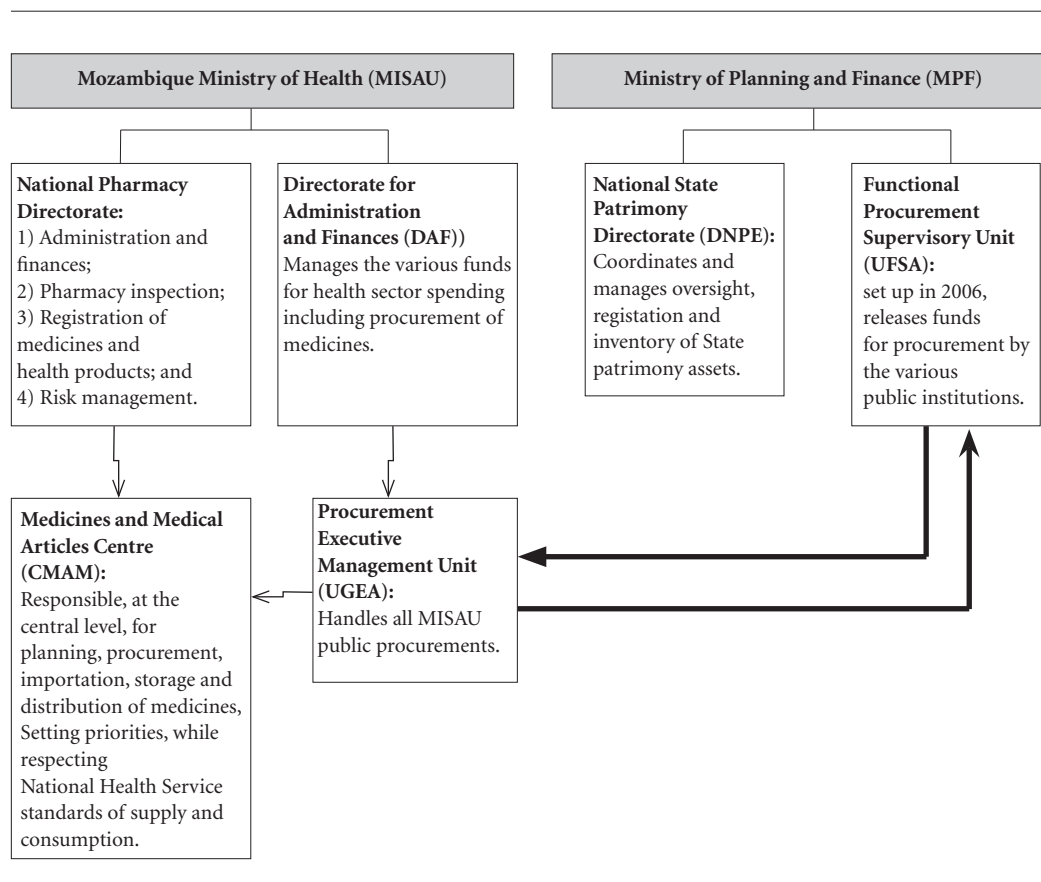 Mozambique Ministry of Health (MISAU)
Ministry of Planning and Finance (MPF)
National Pharmacy
Directorate:
1) Administration and
finances;
2) Pharmacy inspection;
3) Registration of
medicines and
health products; and
4) Risk management.
Directorate for
Administration
and Finances (DAF))
Manages the various funds
for health sector spending
including procurement of
medicines.
National State
Patrimony
Directorate (DNPE):
Coordinates and
manages oversight,
registation and
inventory of State
patrimony assets.
Functional
Procurement
Supervisory Unit
(UFSA):
set up in 2006,
releases funds
for procurement by
the various
public institutions.
Medicines and Medical
Articles Centre
(CMAM):
Responsible, at the
central level, for
planning, procurement,
importation, storage and
distribution of medicines,
Setting priorities, while
respecting
National Health Service
standards of supply and
consumption.
Procurement
Executive
Management Unit
(UGEA):
Handles all MISAU
public procurements.